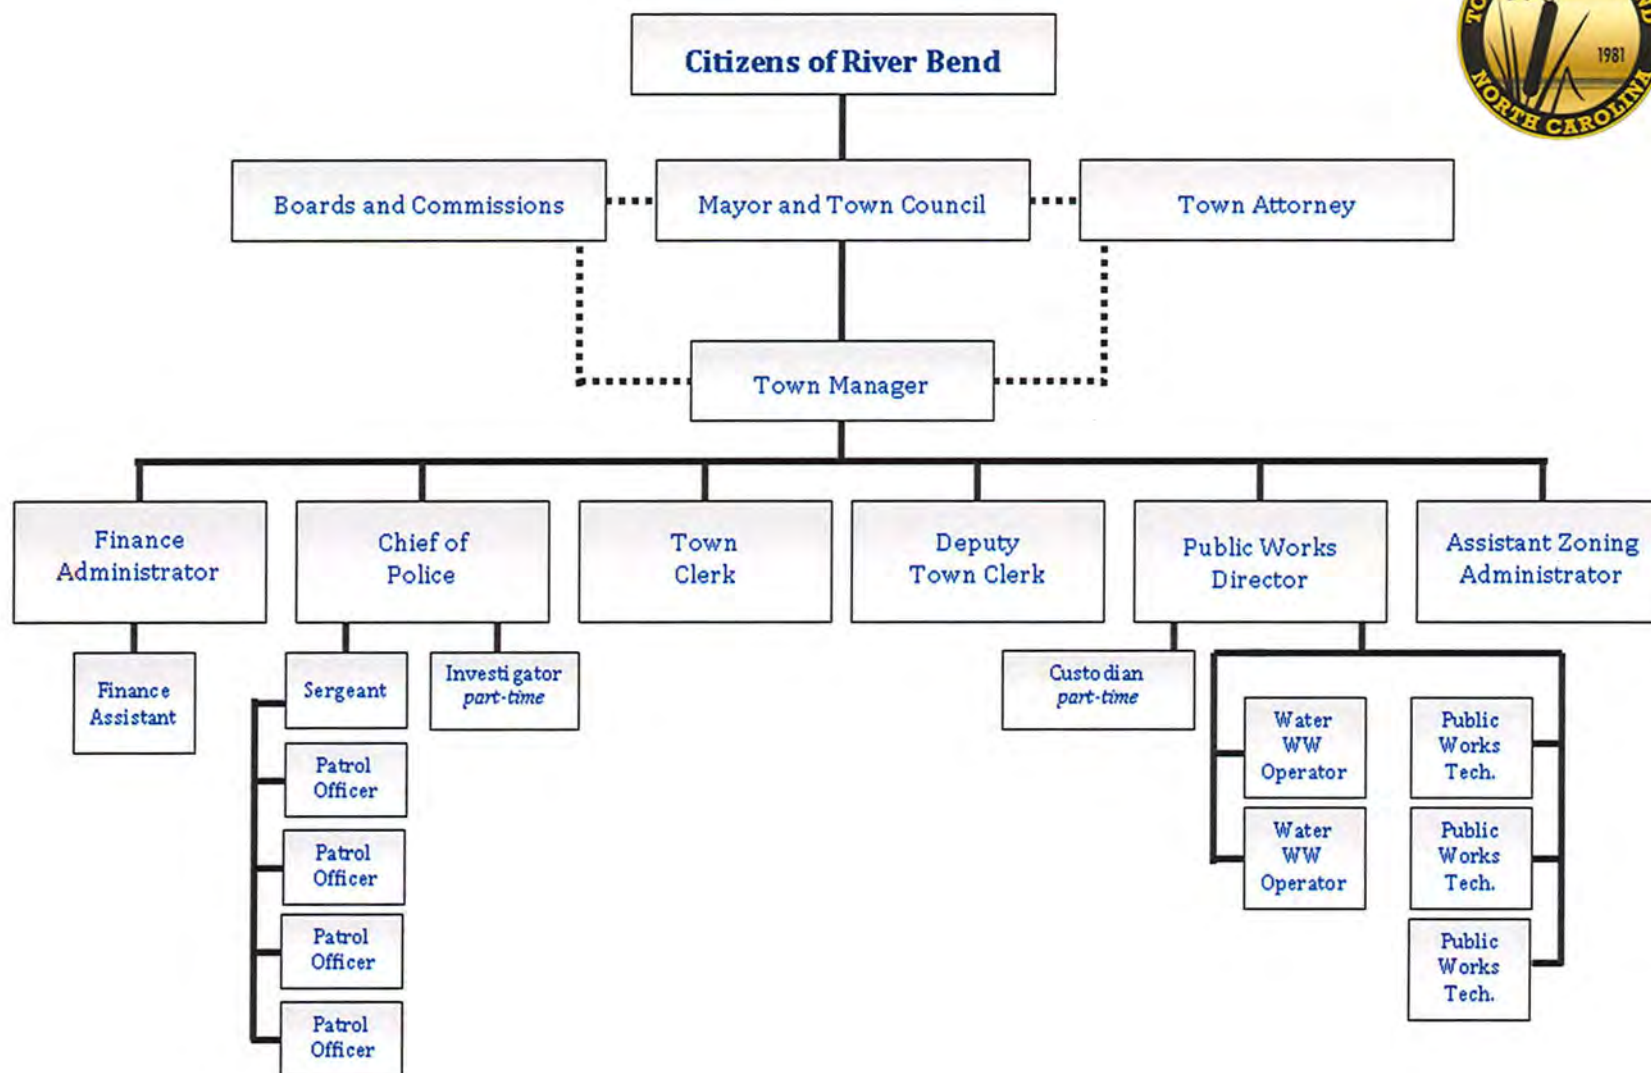 1981
NORTH CAROLINA
Citizens of River Bend
Boards and Commissions
Mayor and Town Council
Town Attorney
Town Manager
Finance
Administrator
Chief of
Police
Town
Clerk
Deputy
Town Clerk
Public Works
Director
Assistant Zoning
Administrator
Finance
Assistant
Sergeant
Investigator
part-time
Custodian
part-time
Patrol
Officer
Patrol
Officer
Patrol
Officer
Patrol
Officer
Water
WW
Operator
Water
WW
Operator
Public
Works
Tech.
Public
Works
Tech.
Public
Works
Tech.